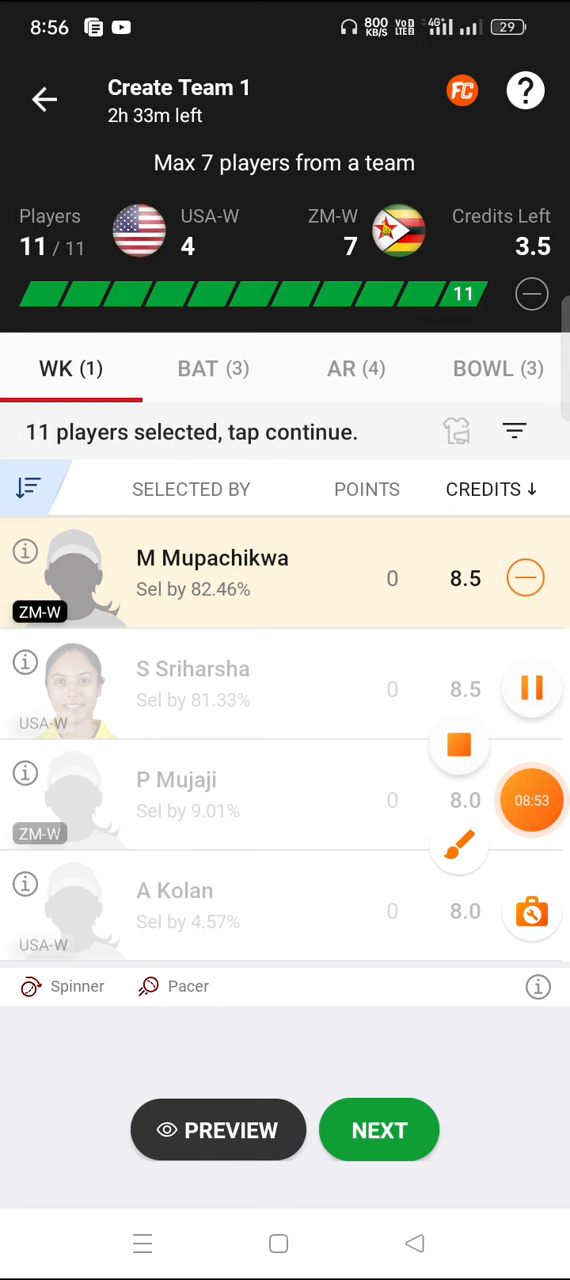 8:56 800 KB/S Vo LTE2 4G+ 29
Create Team 1
2h 33m left
FC ?
Max 7 players from a team
Players USA-W ZM-W Credits Left
11 / 11 4 7 3.5
11
WK (1) BAT (3) AR (4) BOWL (3)
11 players selected, tap continue.
SELECTED BY POINTS CREDITS ↓
M Mupachikwa
Sel by 82.46% 0 8.5
ZM-W
S Sriharsha
Sel by 81.33% 0 8.5
USA-W
P Mujaji
Sel by 9.01% 0 8.0 08:53
ZM-W
A Kolan
Sel by 4.57% 0 8.0
USA-W
Spinner Pacer
PREVIEW NEXT